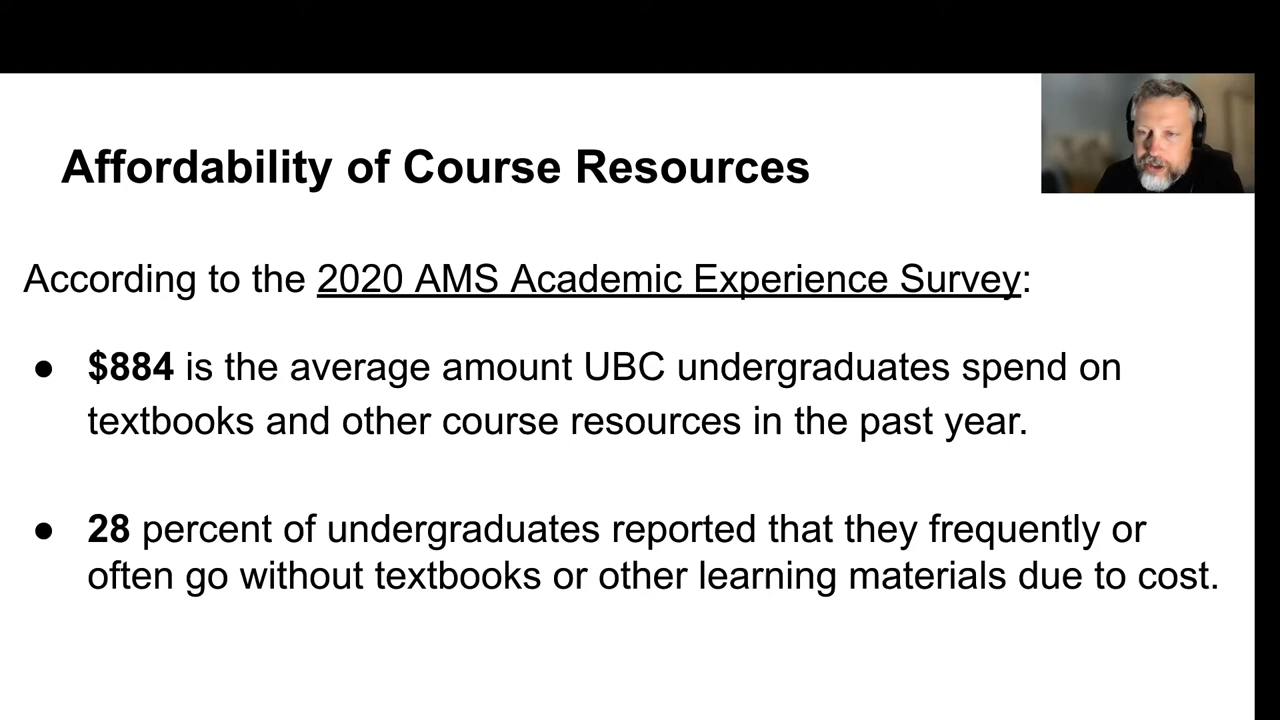 Affordability of Course Resources
According to the 2020 AMS Academic Experience Survey:
● $884 is the average amount UBC undergraduates spend on
textbooks and other course resources in the past year.
● 28 percent of undergraduates reported that they frequently or
often go without textbooks or other learning materials due to cost.